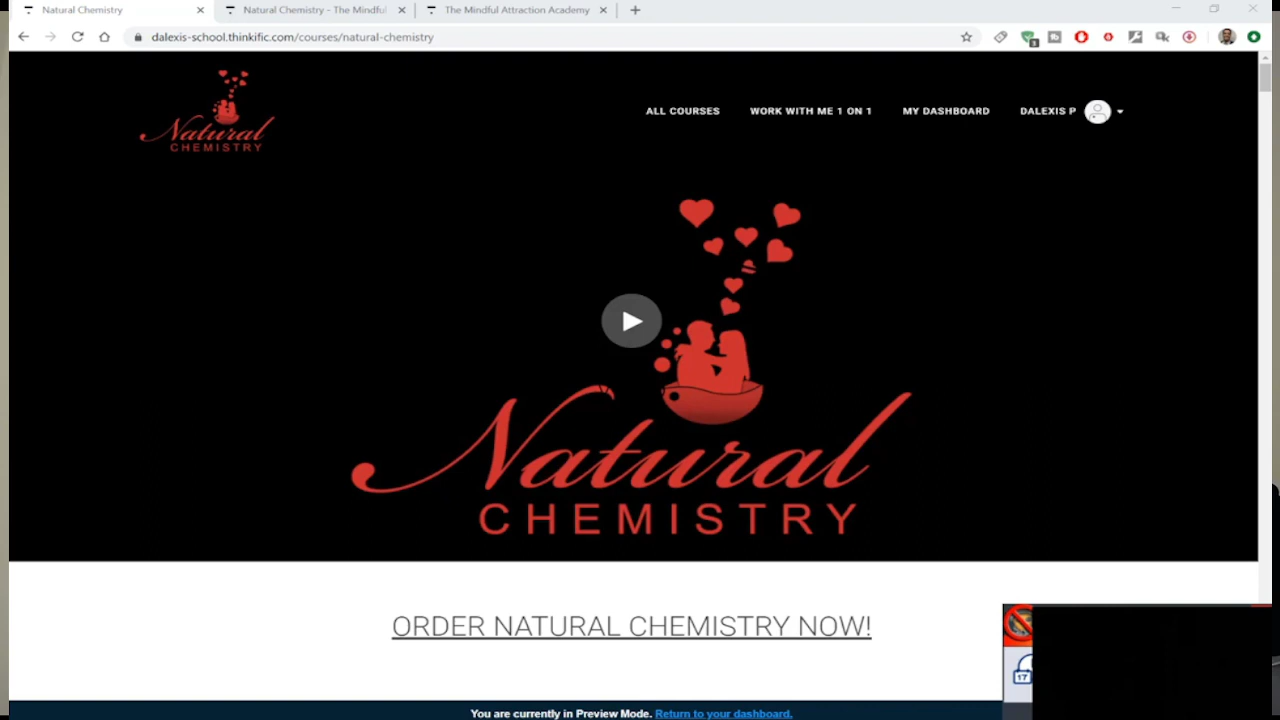 Natural Chemistry
Natural Chemistry - The Mindful
The Mindful Attraction Academy
dalexis-school.thinkific.com/courses/natural-chemistry
3
Natural
CHEMISTRY
ALL COURSES
WORK WITH ME 1 ON 1
MY DASHBOARD
DALEXIS P
Natural
CHEMISTRY
ORDER NATURAL CHEMISTRY NOW!
17
You are currently in Preview Mode. Return to your dashboard.